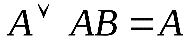 A ∨ AB = A